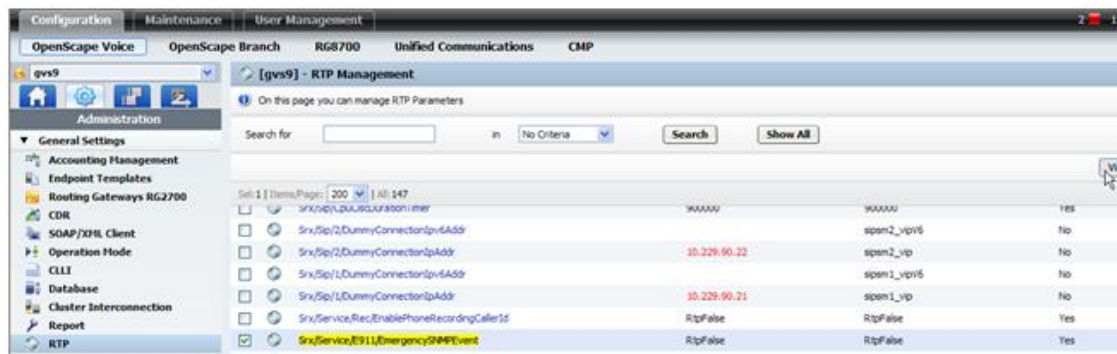 Configuration Maintenance User Management 2
OpenScape Voice OpenScape Branch RG8700 Unified Communications CMP
gvs9
[gvs9] - RTP Management
On this page you can manage RTP Parameters
Administration
Search for in No Criteria Search Show All
General Settings
Accounting Management
Endpoint Templates
Routing Gateways RG2700
CDR
SOAP/XML Client
Operation Mode
CLLI
Database
Cluster Interconnection
Report
RTP
Sel:1 | Items/Page: 200 | All:147
900000 900000 Yes
Srx/Sip/2/DummyConnectionIpv6Addr sipsm2_vipV6 No
Srx/Sip/2/DummyConnectionIpAddr 10.229.90.22 sipsm2_vip No
Srx/Sip/1/DummyConnectionIpv6Addr sipsm1_vipV6 No
Srx/Sip/1/DummyConnectionIpAddr 10.229.90.21 sipsm1_vip No
Srx/Service/Rec/EnablePhoneRecordingCallerId RtpFalse RtpFalse Yes
Srx/Service/E911/EmergencySNMPEvent RtpFalse RtpFalse Yes